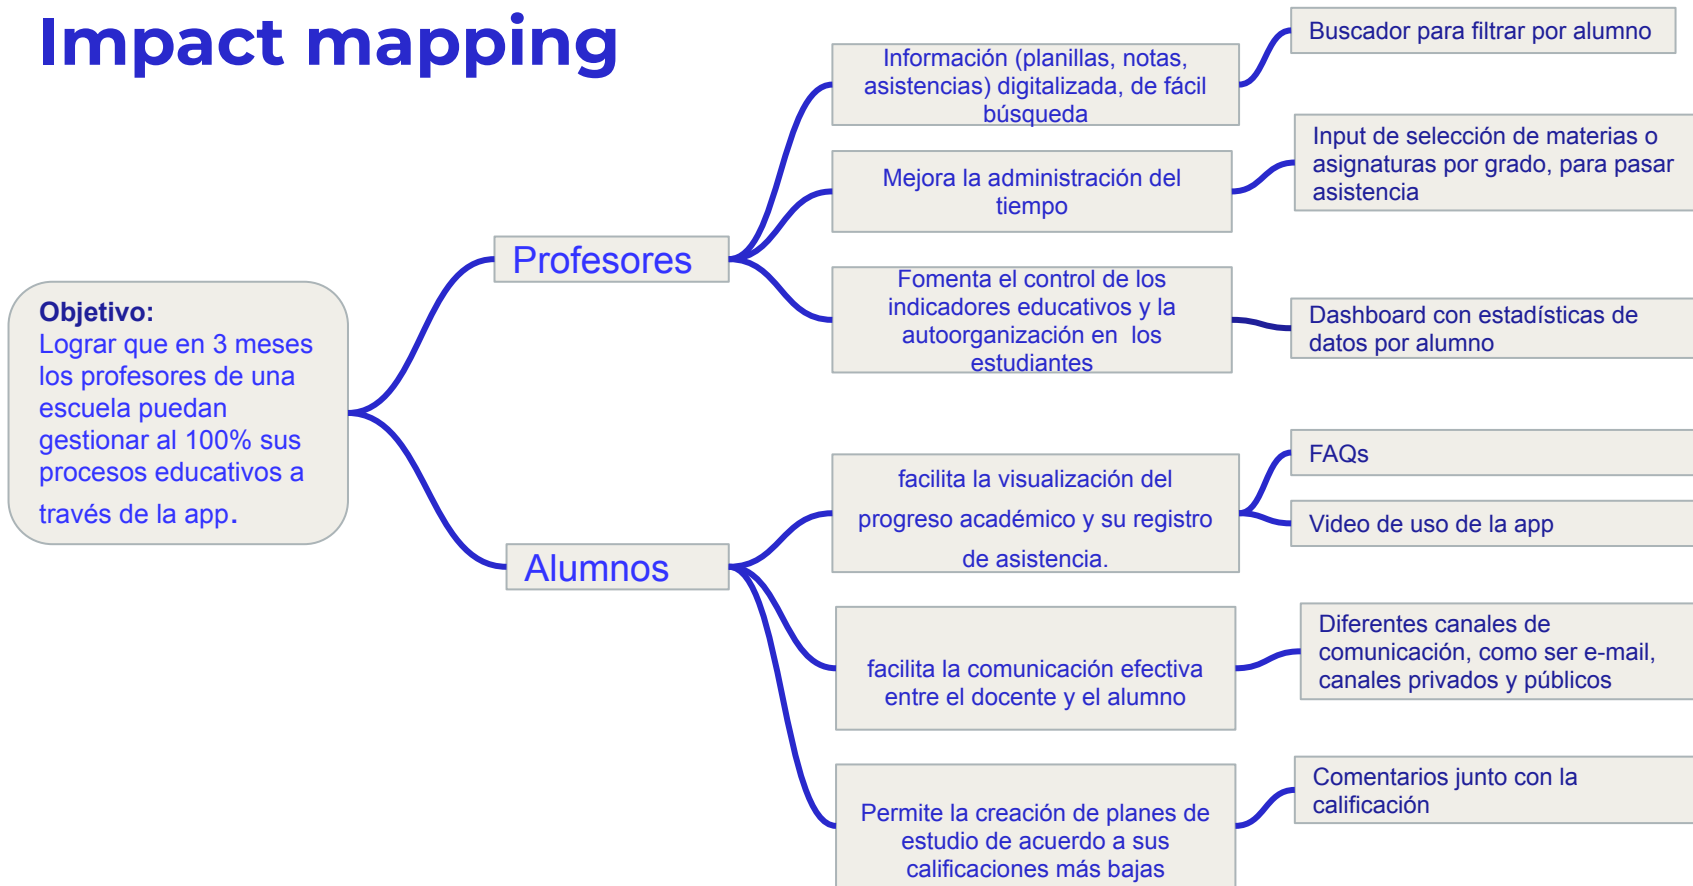 Impact mapping
Objetivo:
Lograr que en 3 meses
los profesores de una
escuela puedan
gestionar al 100% sus
procesos educativos a
través de la app.
Profesores
Información (planillas, notas,
asistencias) digitalizada, de fácil
búsqueda
Buscador para filtrar por alumno
Mejora la administración del
tiempo
Input de selección de materias o
asignaturas por grado, para pasar
asistencia
Fomenta el control de los
indicadores educativos y la
autoorganización en los
estudiantes
Dashboard con estadísticas de
datos por alumno
Alumnos
facilita la visualización del
progreso académico y su registro
de asistencia.
FAQs
Video de uso de la app
facilita la comunicación efectiva
entre el docente y el alumno
Diferentes canales de
comunicación, como ser e-mail,
canales privados y públicos
Permite la creación de planes de
estudio de acuerdo a sus
calificaciones más bajas
Comentarios junto con la
calificación